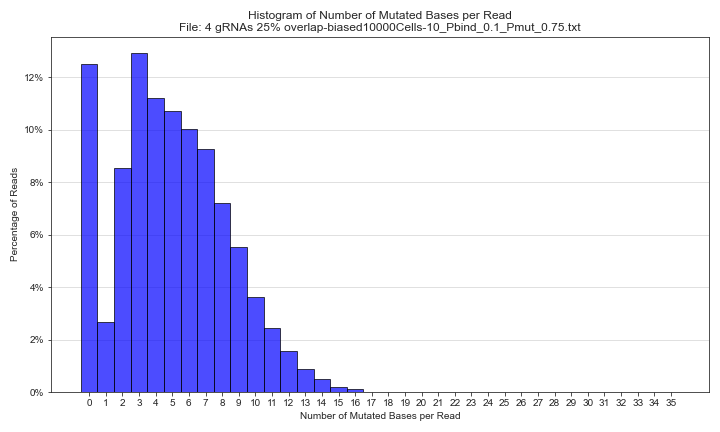 Histogram of Number of Mutated Bases per Read
File: 4 gRNAs 25% overlap-biased10000Cells-10_Pbind_0.1_Pmut_0.75.txt
12%
10%
8%
6%
4%
2%
0%
Percentage of Reads
0 1 2 3 4 5 6 7 8 9 10 11 12 13 14 15 16 17 18 19 20 21 22 23 24 25 26 27 28 29 30 31 32 33 34 35
Number of Mutated Bases per Read